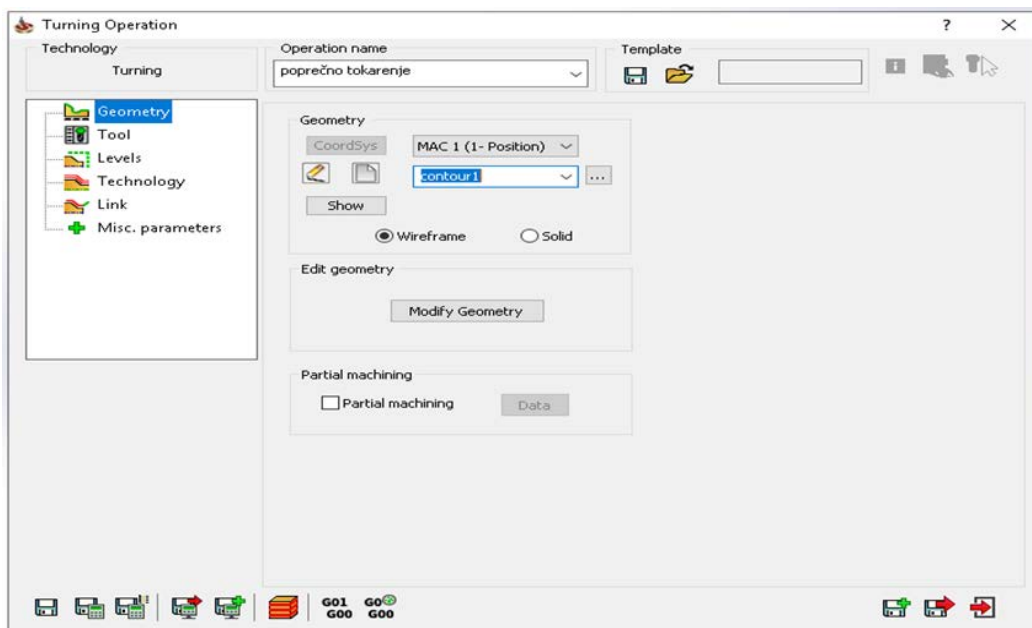 Turning Operation
?
Technology
Turning
Operation name
poprečno tokarenje
Template
Geometry
Tool
Levels
Technology
Link
Misc. parameters
Geometry
CoordSys
MAC 1 (1- Position)
contour1
...
Show
Wireframe
Solid
Edit geometry
Modify Geometry
Partial machining
Partial machining
Data
G01
G00
G0
G00